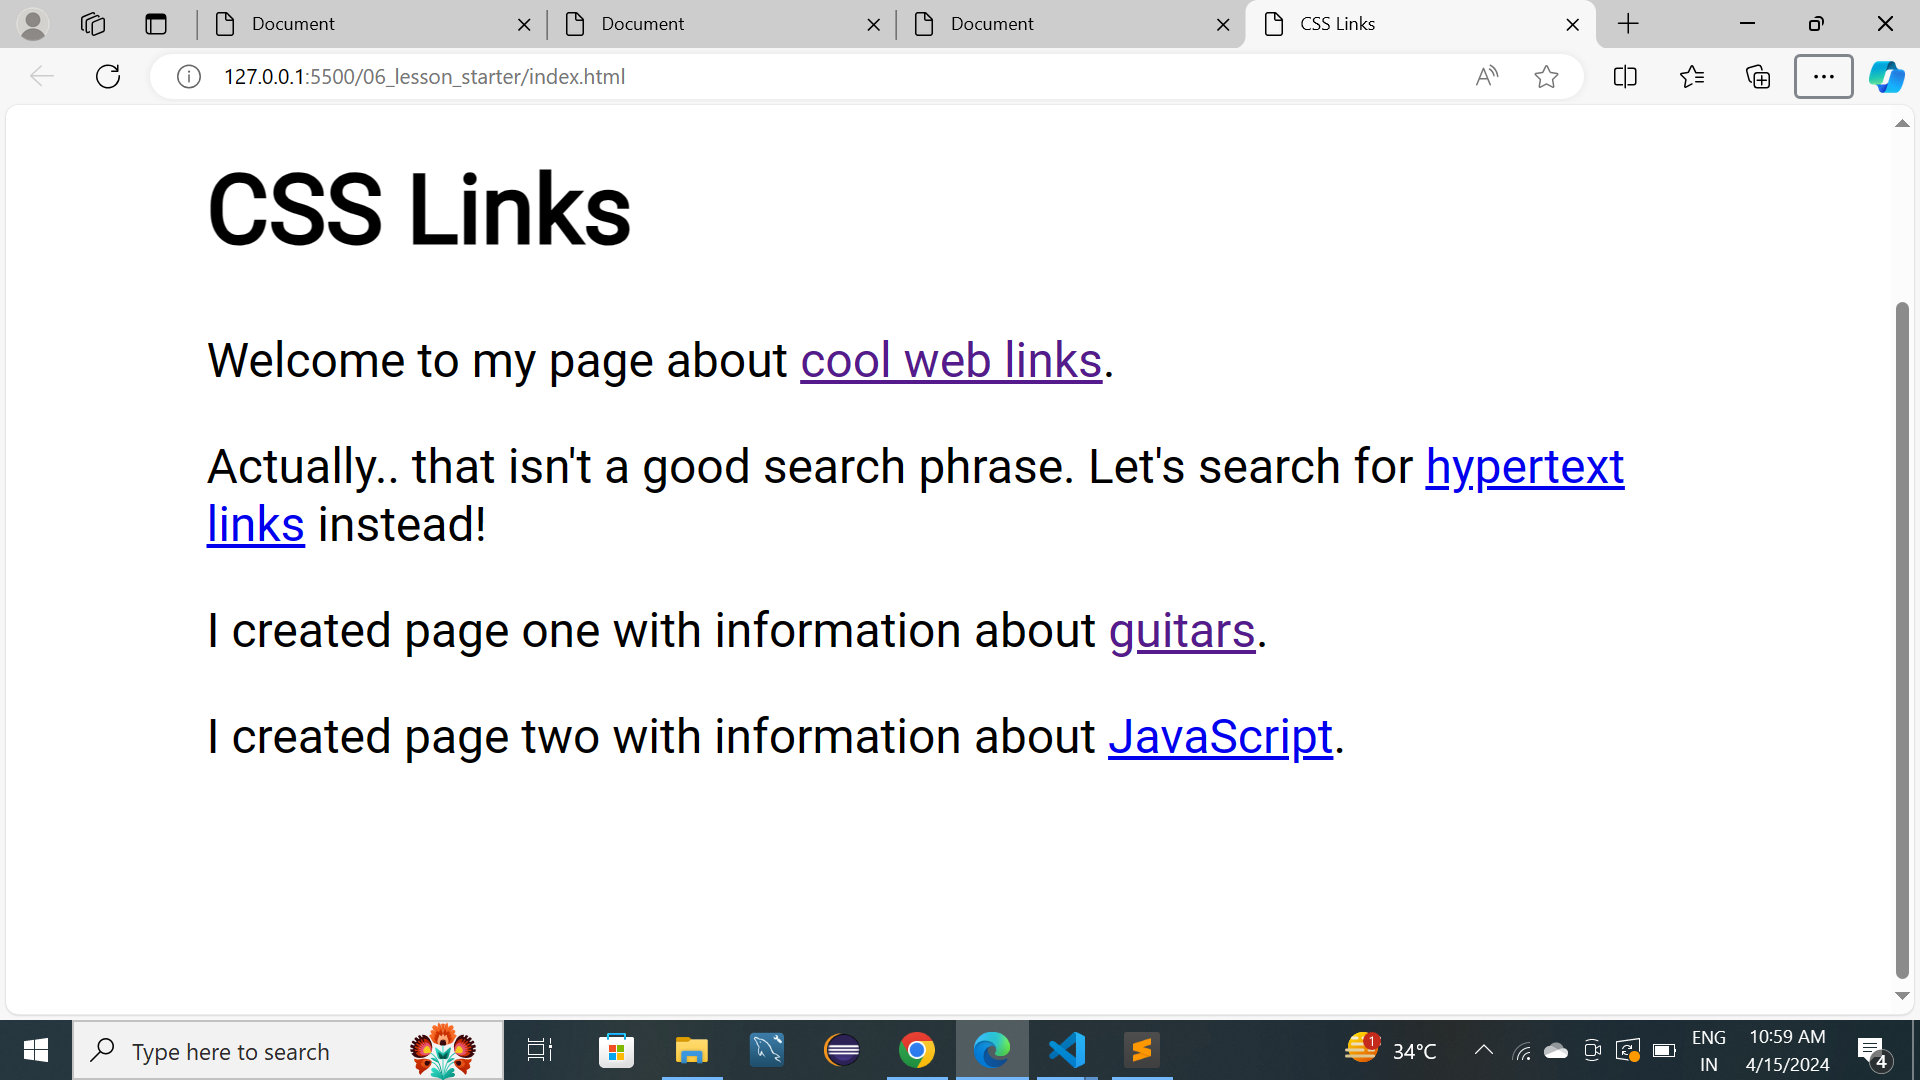 Document
Document
Document
CSS Links
127.0.0.1:5500/06_lesson_starter/index.html
CSS Links
Welcome to my page about cool web links.
Actually.. that isn't a good search phrase. Let's search for hypertext
links instead!
I created page one with information about guitars.
I created page two with information about JavaScript.
Type here to search
1
34°C
ENG
IN
10:59 AM
4/15/2024
4